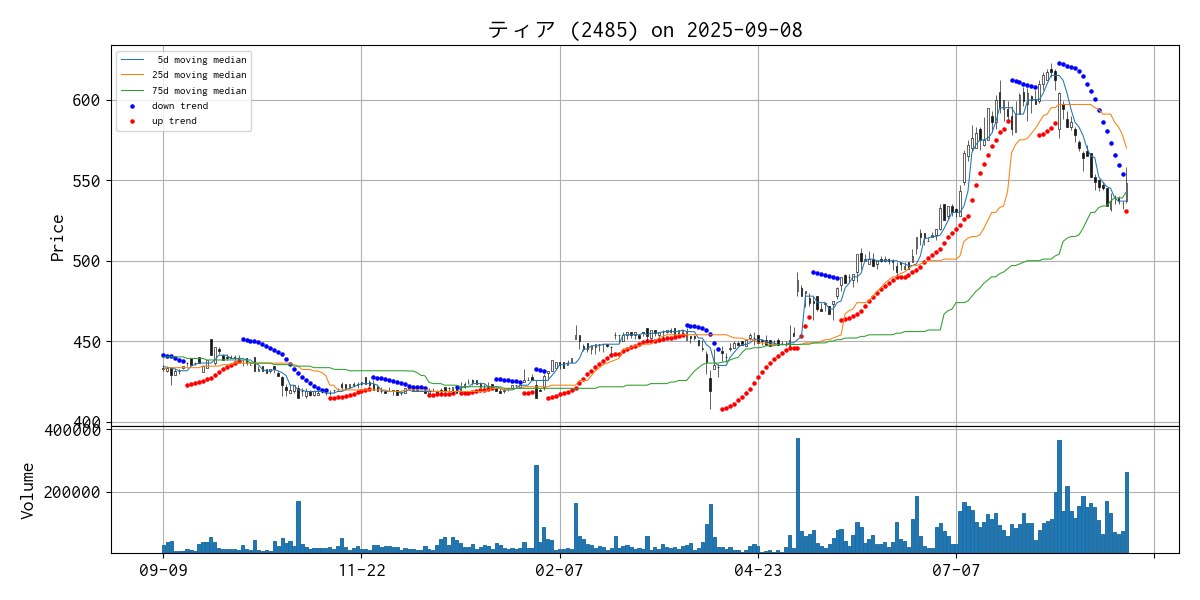 ティア (2485) on 2025-09-08
5d moving median
25d moving median
75d moving median
down trend
up trend
Price
600
550
500
450
400
Volume
400000
200000
09-09
11-22
02-07
04-23
07-07